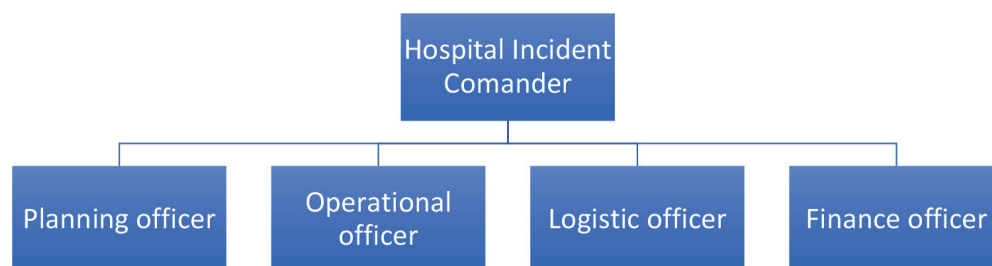 Hospital Incident
Comander
Planning officer
Operational
officer
Logistic officer
Finance officer